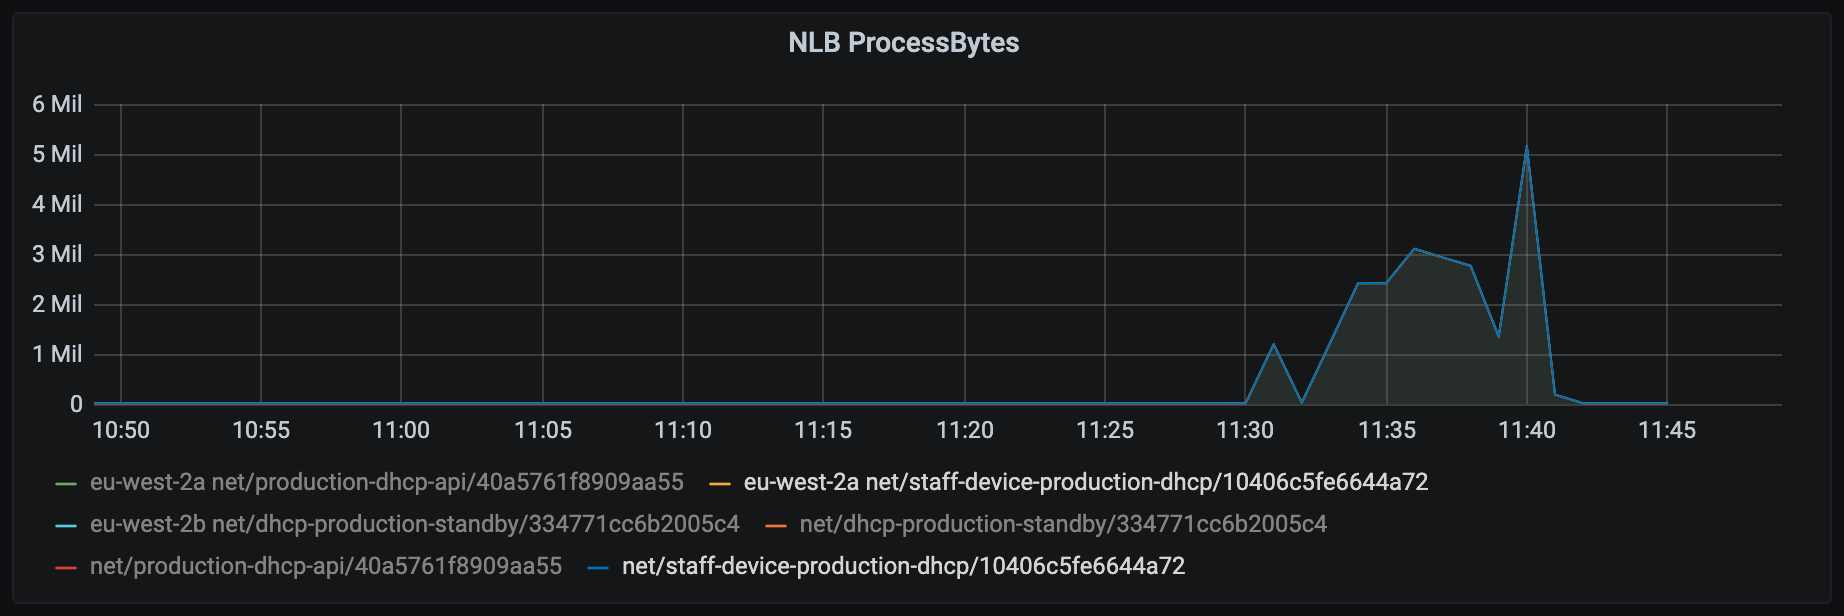 NLB ProcessBytes
6 Mil
5 Mil
4 Mil
3 Mil
2 Mil
1 Mil
0
10:50 10:55 11:00 11:05 11:10 11:15 11:20 11:25 11:30 11:35 11:40 11:45
eu-west-2a net/production-dhcp-api/40a5761f8909aa55 eu-west-2a net/staff-device-production-dhcp/10406c5fe6644a72
eu-west-2b net/dhcp-production-standby/334771cc6b2005c4 net/dhcp-production-standby/334771cc6b2005c4
net/production-dhcp-api/40a5761f8909aa55 net/staff-device-production-dhcp/10406c5fe6644a72